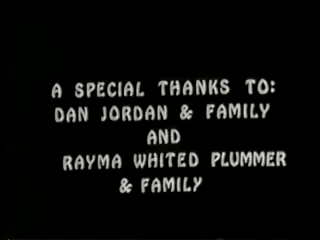 A SPECIAL THANKS TO:
DAN JORDAN & FAMILY
AND
RAYMA WHITED PLUMMER
& FAMILY